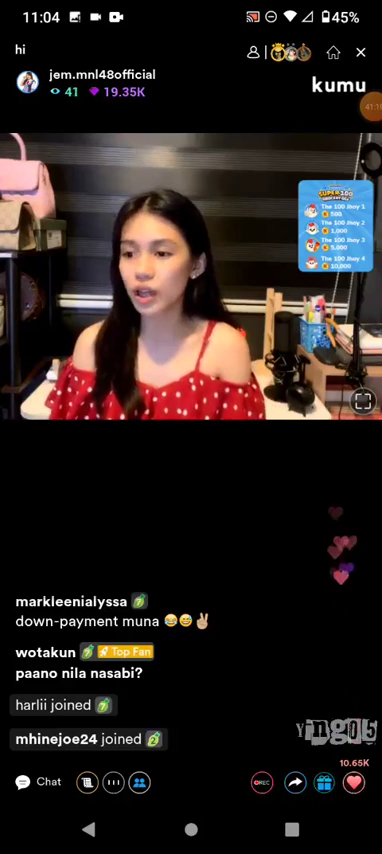 11:04
45%
hi
jem.mnl48official
41
19.35K
kumu
SUPER 100
The 100 Jhoy 1
500
The 100 Jhoy 2
1,000
The 100 Jhoy 3
5,000
The 100 Jhoy 4
10,000
markleenialyssa
down-payment muna
wotakun Top Fan
paano nila nasabi?
harlii joined
mhinejoe24 joined
10.65K
Chat
REC